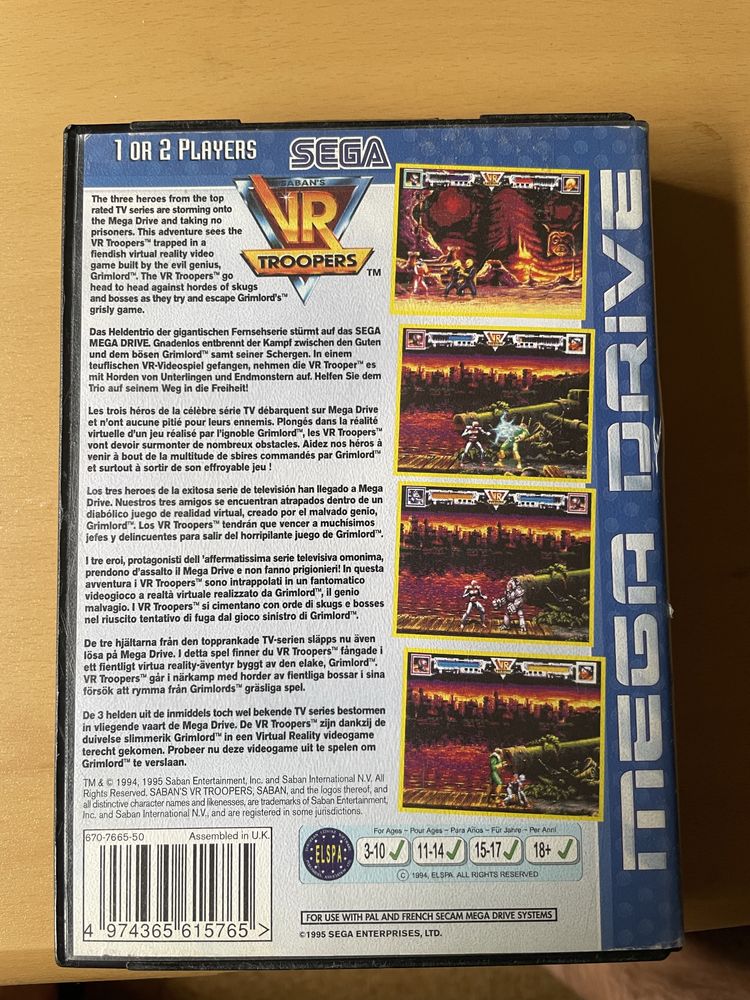 1 OR 2 PLAYERS
SEGA
The three heroes from the top
rated TV series are storming onto
the Mega Drive and taking no
prisoners. This adventure sees the
VR Troopers™ trapped in a
fiendish virtual reality video
game built by the evil genius,
Grimlord™. The VR Troopers™ go
head to head against hordes of skugs
and bosses as they try and escape Grimlord's™
grisly game.
SABAN'S
VR
TROOPERS™
Das Heldentrio der gigantischen Fernsehserie stürmt auf das SEGA
MEGA DRIVE. Gnadenlos entbrennt der Kampf zwischen den Guten
und dem bösen Grimlord™ samt seiner Schergen. In einem
teuflischen VR-Videospiel gefangen, nehmen die VR Trooper™ es
mit Horden von Unterlingen und Endmonstern auf. Helfen Sie dem
Trio auf seinem Weg in die Freiheit!
Les trois héros de la célèbre série TV débarquent sur Mega Drive
et n'ont aucune pitié pour leurs ennemis. Plongés dans la réalité
virtuelle d'un jeu réalisé par l'ignoble Grimlord™, les VR Troopers™
vont devoir surmonter de nombreux obstacles. Aidez nos héros à
venir à bout de la multitude de sbires commandés par Grimlord™
et surtout à sortir de son effroyable jeu !
Los tres heroes de la exitosa serie de televisión han llegado a Mega
Drive. Nuestros tres amigos se encuentran atrapados dentro de un
diabólico juego de realidad virtual, creado por el malvado genio,
Grimlord™. Los VR Troopers™ tendrán que vencer a muchísimos
jefes y delincuentes para salir del horripilante juego de Grimlord™.
I tre eroi, protagonisti dell 'affermatissima serie televisiva omonima,
prendono d'assalto il Mega Drive e non fanno prigionieri! In questa
avventura i VR Troopers™ sono intrappolati in un fantomatico
videogioco a realtà virtuale realizzato da Grimlord™, il genio
malvagio. I VR Troopers™ si cimentano con orde di skugs e bosses
nel riuscito tentativo di fuga dal gioco sinistro di Grimlord™.
De tre hjältarna från den topprankade TV-serien släpps nu även
lösa på Mega Drive. I detta spel finner du VR Troopers™ fångade i
ett fientligt virtua reality-äventyr byggt av den elake, Grimlord™.
VR Troopers™ går i närkamp med horder av fientliga bossar i sina
försök att rymma från Grimlords™ gräsliga spel.
De 3 helden uit de inmiddels toch wel bekende TV series bestormen
in vliegende vaart de Mega Drive. De VR Troopers™ zijn dankzij de
duivelse slimmerik Grimlord™ in een Virtual Reality videogame
terecht gekomen. Probeer nu deze videogame uit te spelen om
Grimlord™ te verslaan.
TM & © 1994, 1995 Saban Entertainment, Inc. and Saban International N.V. All
Rights Reserved. SABAN'S VR TROOPERS, SABAN, and the logos thereof, and
all distinctive character names and likenesses, are trademarks of Saban Entertainment,
Inc. and Saban International N.V., and are registered in some jurisdictions.
670-7665-50 Assembled in U.K.
4 974365 615765 >
ELSPA
For Ages – Pour Ages – Para Años – Für Jahre – Per Anni
3-10 11-14 15-17 18+
© 1994, ELSPA. ALL RIGHTS RESERVED
FOR USE WITH PAL AND FRENCH SECAM MEGA DRIVE SYSTEMS
©1995 SEGA ENTERPRISES, LTD.
MEGA DRIVE